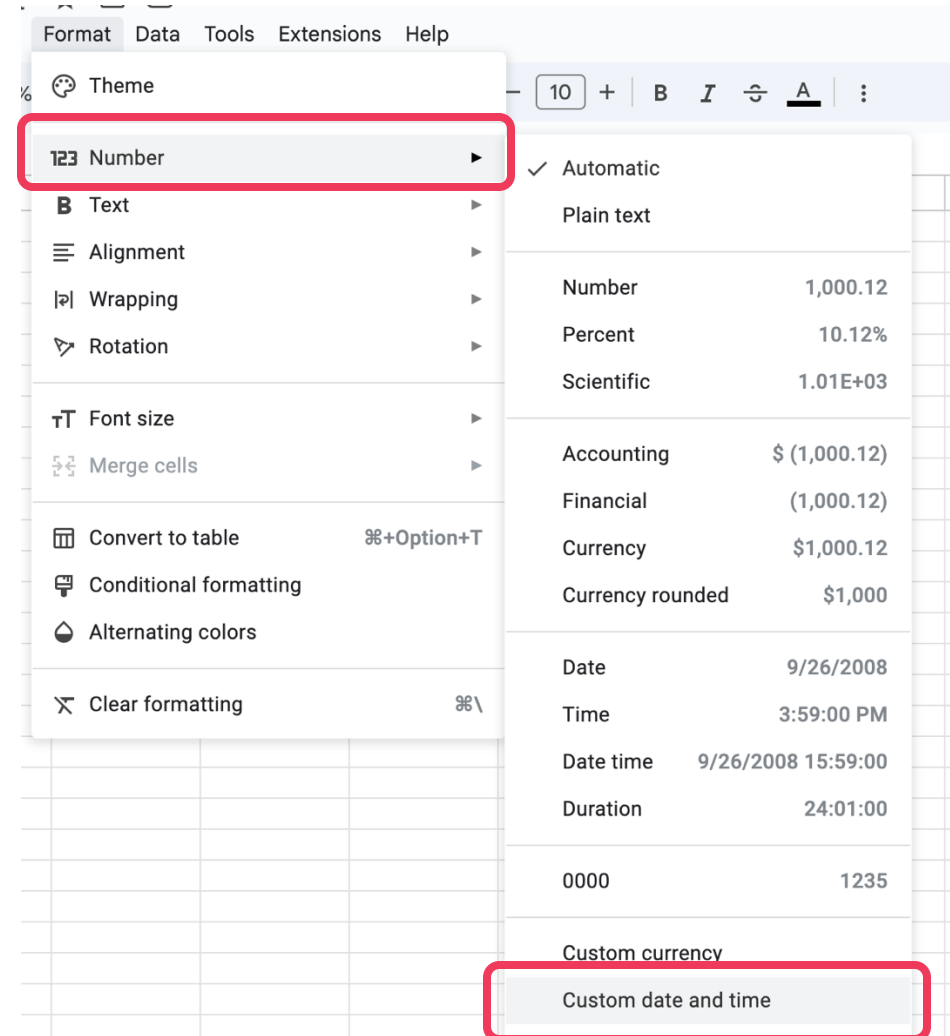 Format Data Tools Extensions Help
Theme
% 10 + B I S A
123 Number
Text
Alignment
Wrapping
Rotation
Font size
Merge cells
Convert to table ⌘+Option+T
Conditional formatting
Alternating colors
Clear formatting ⌘\
Automatic
Plain text
Number 1,000.12
Percent 10.12%
Scientific 1.01E+03
Accounting $ (1,000.12)
Financial (1,000.12)
Currency $1,000.12
Currency rounded $1,000
Date 9/26/2008
Time 3:59:00 PM
Date time 9/26/2008 15:59:00
Duration 24:01:00
0000 1235
Custom currency
Custom date and time